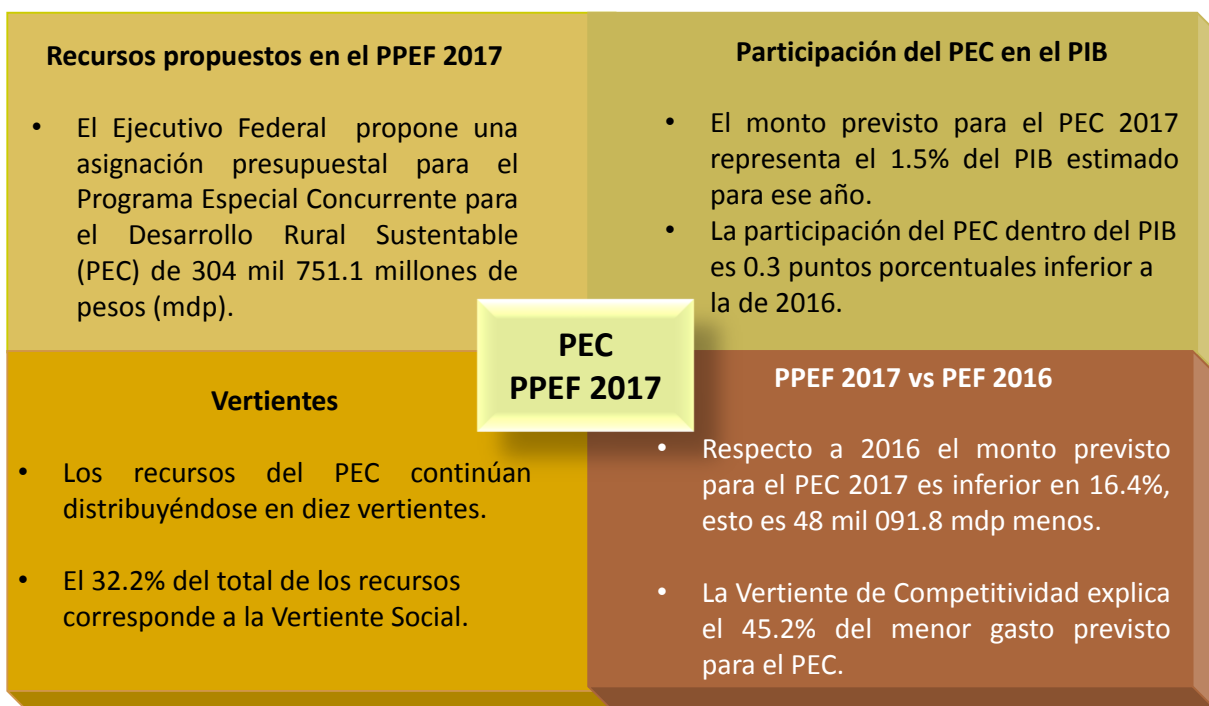 Recursos propuestos en el PPEF 2017
• El Ejecutivo Federal propone una
asignación presupuestal para el
Programa Especial Concurrente para
el Desarrollo Rural Sustentable
(PEC) de 304 mil 751.1 millones de
pesos (mdp).
Participación del PEC en el PIB
• El monto previsto para el PEC 2017
representa el 1.5% del PIB estimado
para ese año.
• La participación del PEC dentro del PIB
es 0.3 puntos porcentuales inferior a
la de 2016.
PEC
PPEF 2017
Vertientes
• Los recursos del PEC continúan
distribuyéndose en diez vertientes.
• El 32.2% del total de los recursos
corresponde a la Vertiente Social.
PPEF 2017 vs PEF 2016
• Respecto a 2016 el monto previsto
para el PEC 2017 es inferior en 16.4%,
esto es 48 mil 091.8 mdp menos.
• La Vertiente de Competitividad explica
el 45.2% del menor gasto previsto
para el PEC.